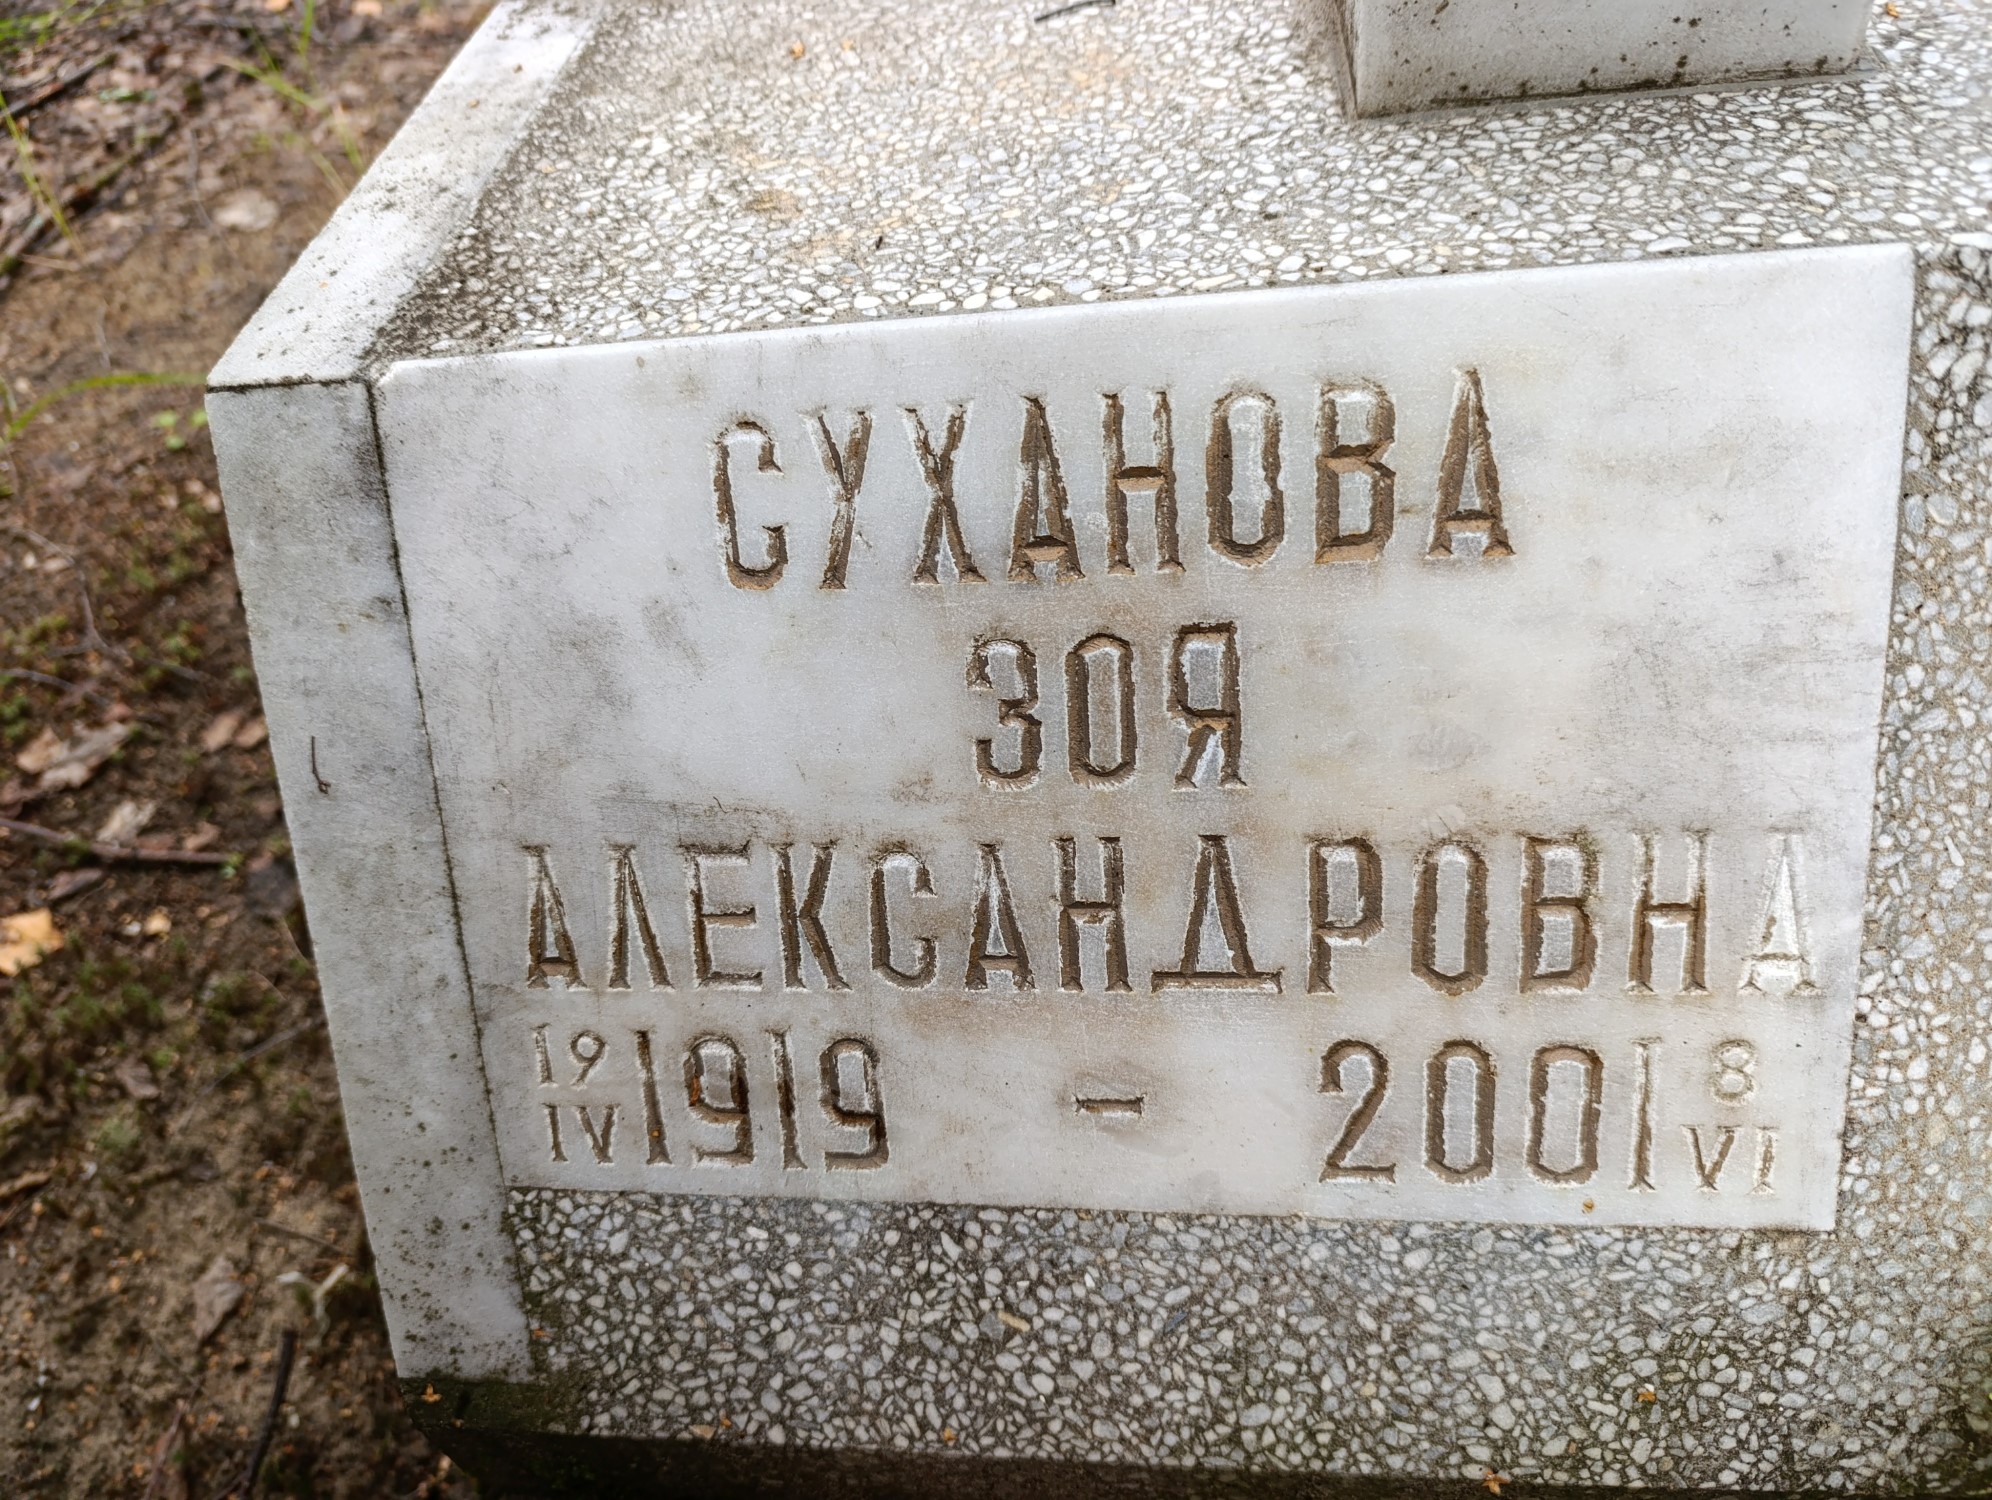 СУХАНОВА
ЗОЯ
АЛЕКСАНДРОВНА
19 IV 1919 - 2001 8 VI